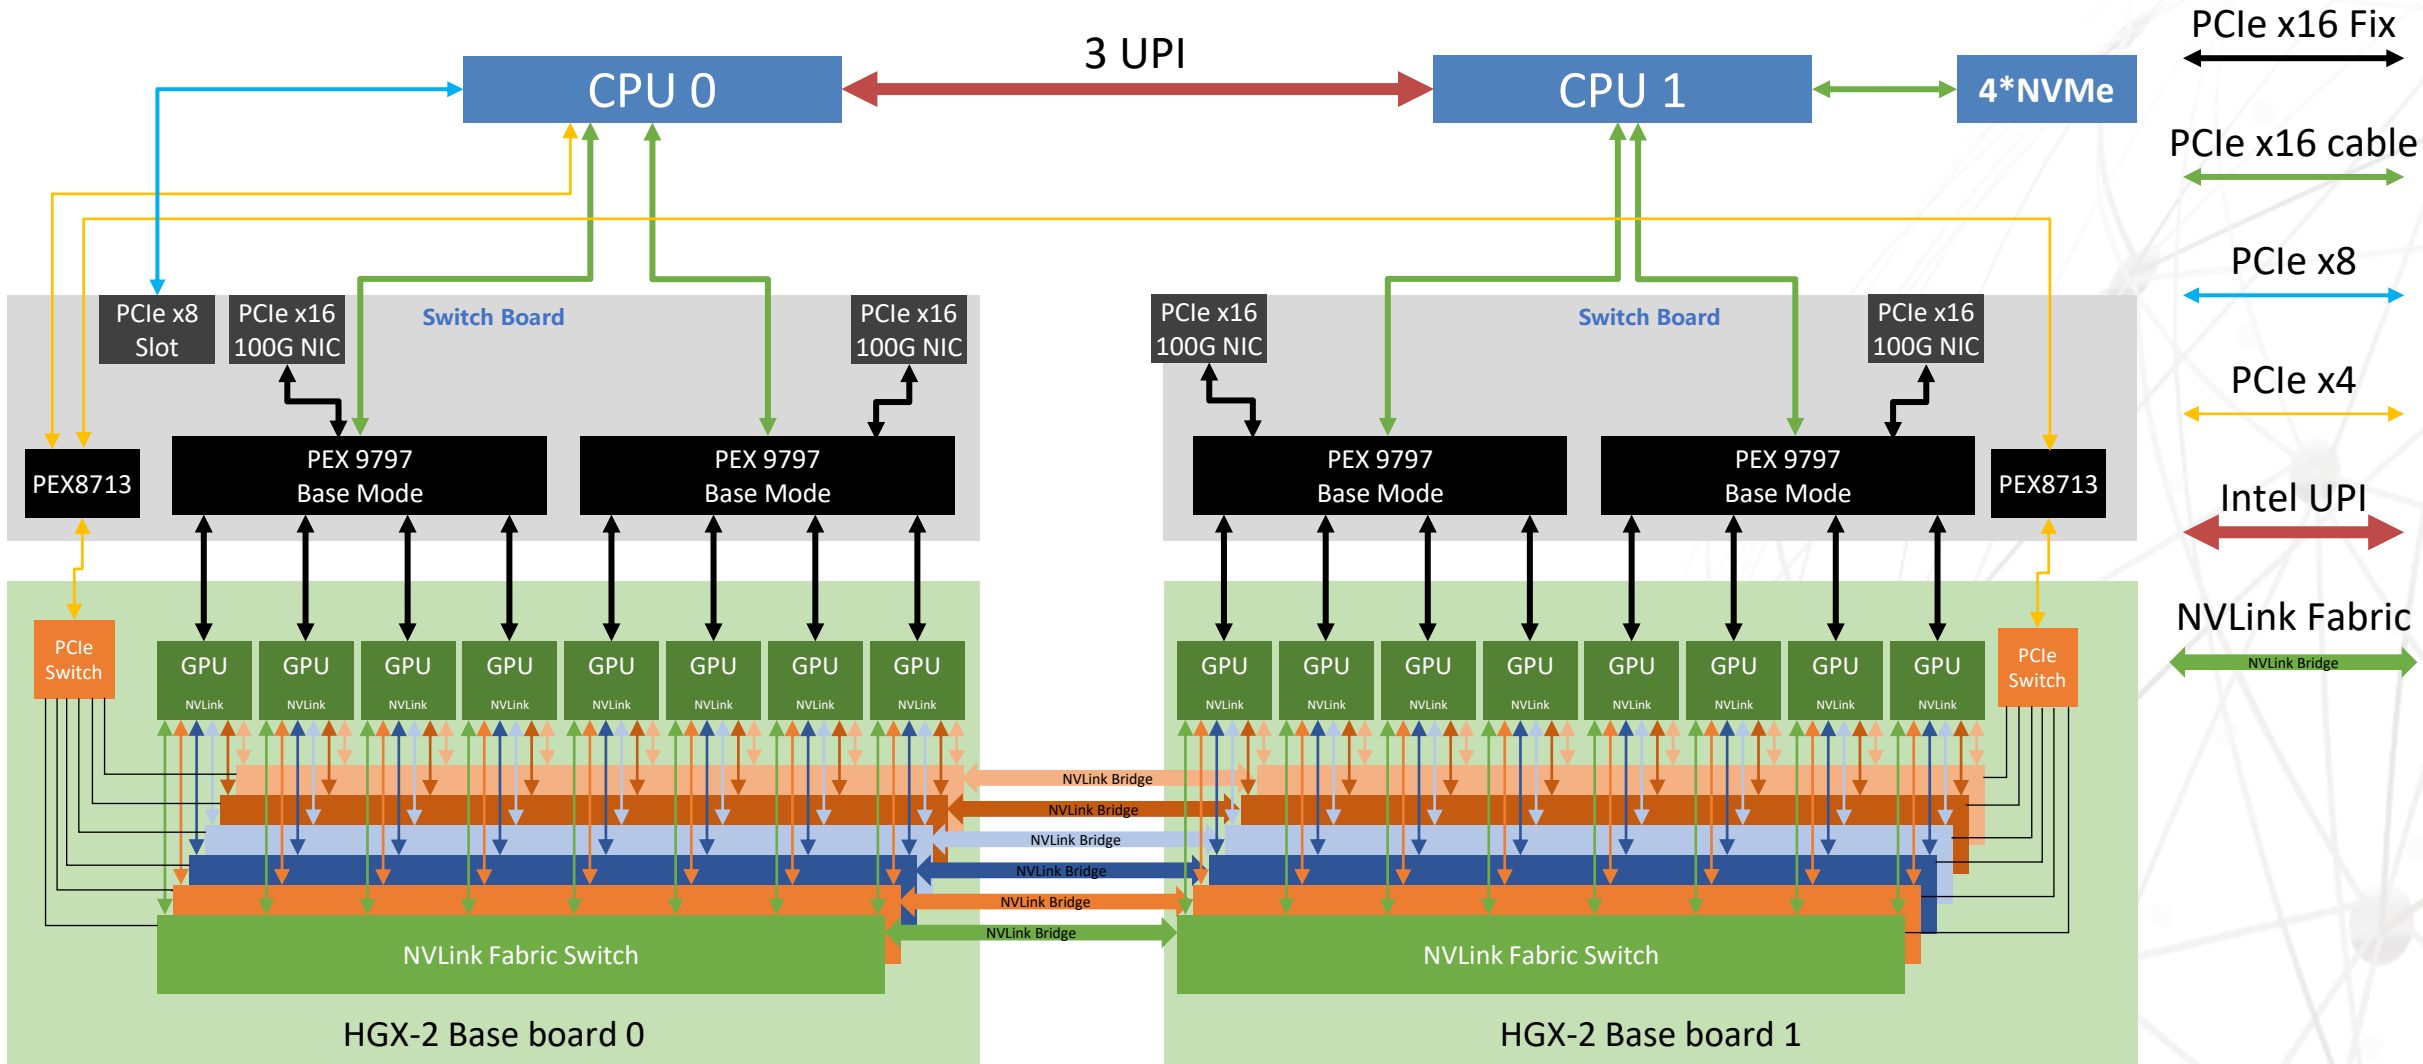 3 UPI
CPU 0
CPU 1
4*NVMe
PCIe x16 Fix
PCIe x16 cable
PCIe x8
PCIe x4
Intel UPI
NVLink Fabric
NVLink Bridge
PCIe x8
Slot
PCIe x16
100G NIC
Switch Board
PCIe x16
100G NIC
PCIe x16
100G NIC
Switch Board
PCIe x16
100G NIC
PEX8713
PEX 9797
Base Mode
PEX 9797
Base Mode
PEX 9797
Base Mode
PEX 9797
Base Mode
PEX8713
PCIe
Switch
GPU
NVLink
GPU
NVLink
GPU
NVLink
GPU
NVLink
GPU
NVLink
GPU
NVLink
GPU
NVLink
GPU
NVLink
GPU
NVLink
GPU
NVLink
GPU
NVLink
GPU
NVLink
GPU
NVLink
GPU
NVLink
GPU
NVLink
GPU
NVLink
PCIe
Switch
NVLink Bridge
NVLink Bridge
NVLink Bridge
NVLink Bridge
NVLink Bridge
NVLink Bridge
NVLink Fabric Switch
NVLink Fabric Switch
HGX-2 Base board 0
HGX-2 Base board 1